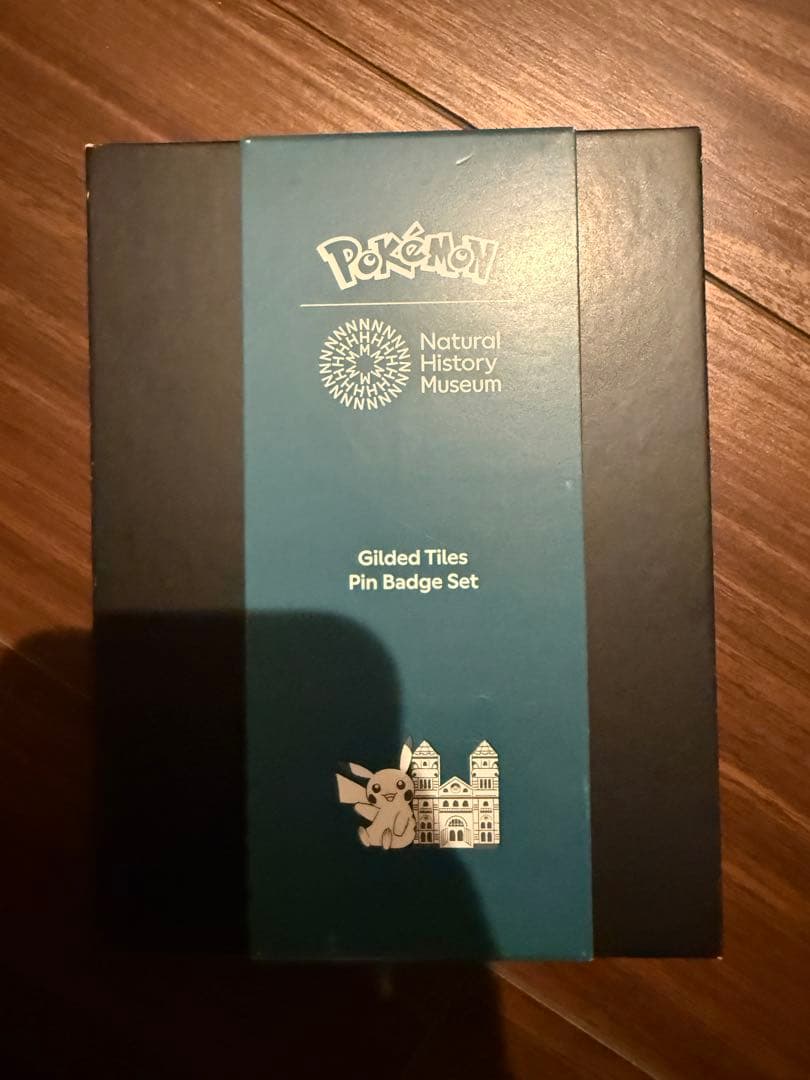 Pokémon
Natural
History
Museum
Gilded Tiles
Pin Badge Set